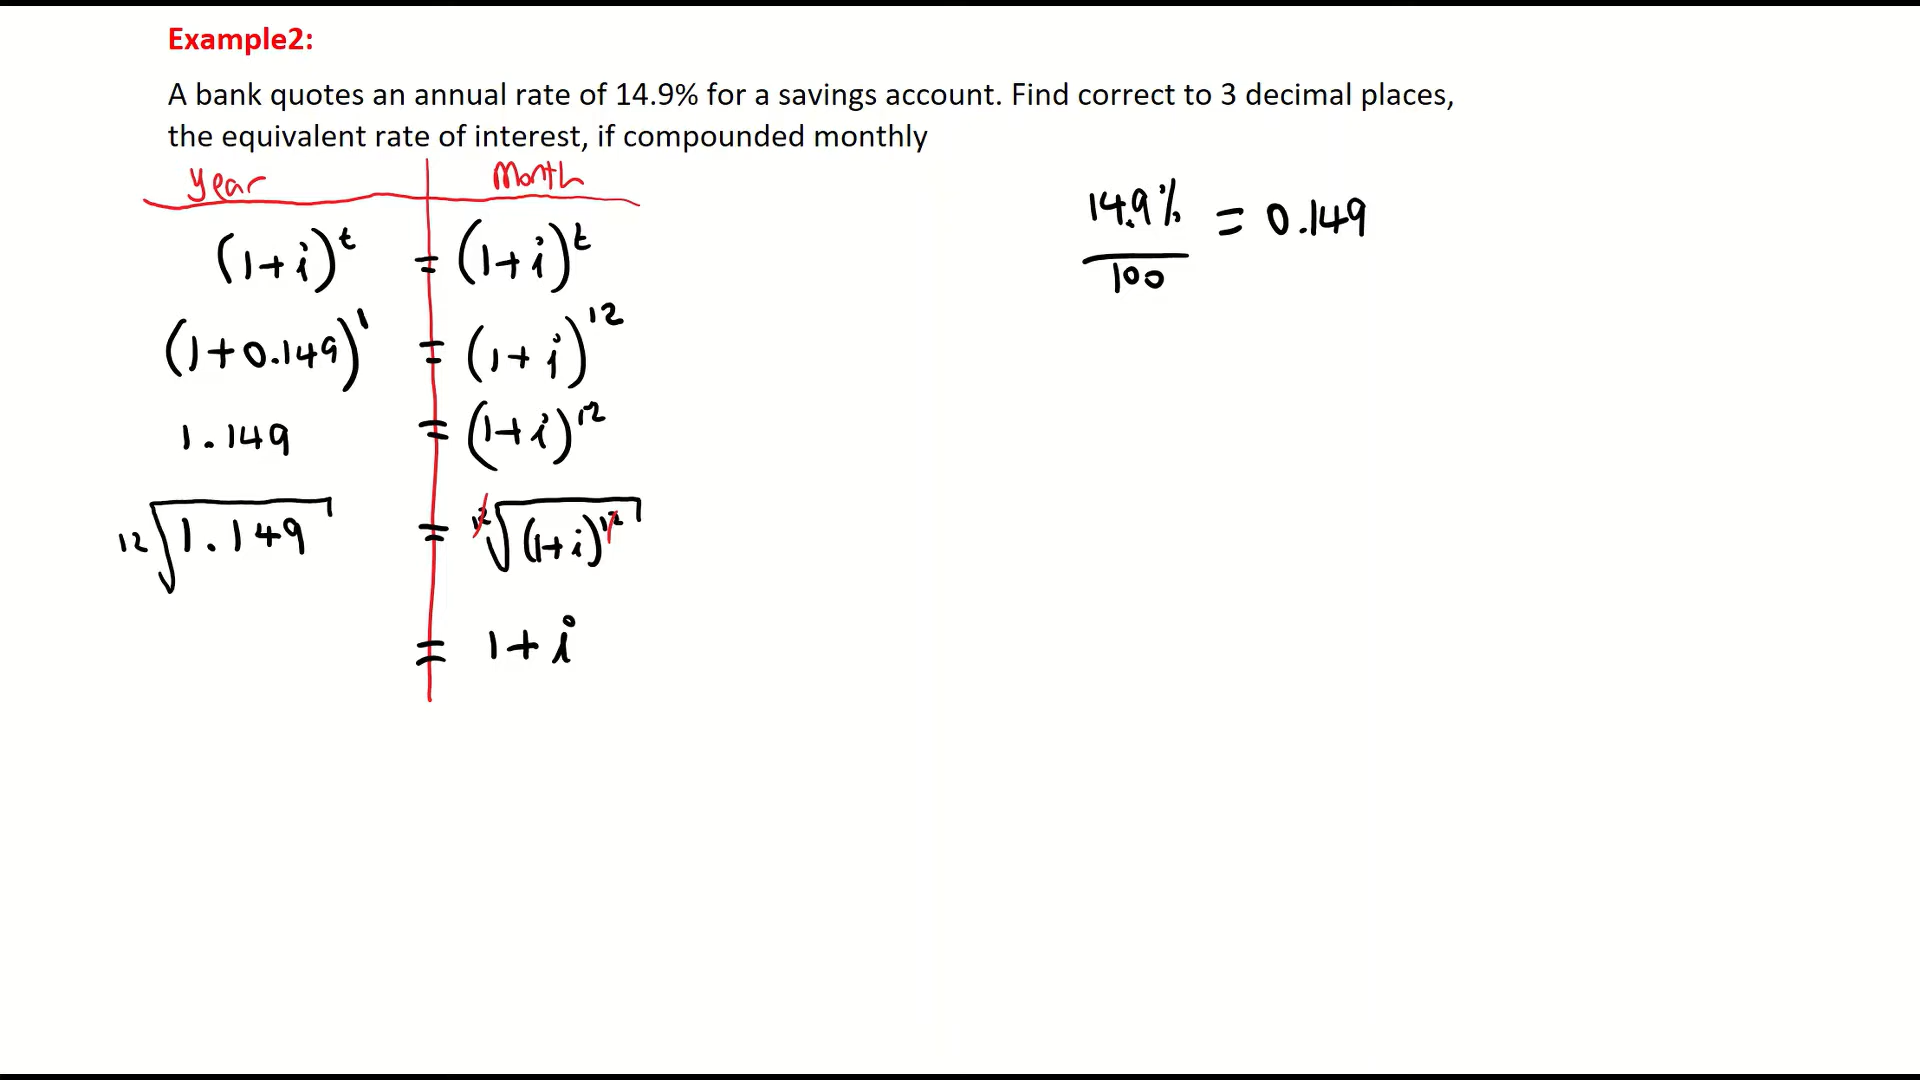 Example2:
A bank quotes an annual rate of 14.9% for a savings account. Find correct to 3 decimal places,
the equivalent rate of interest, if compounded monthly
Year Month
(1+i)^t = (1+i)^t
(1+0.149)^1 = (1+i)^12
1.149 = (1+i)^12
12√1.149 = 12√(1+i)^12
= 1+i
14.9%/100 = 0.149